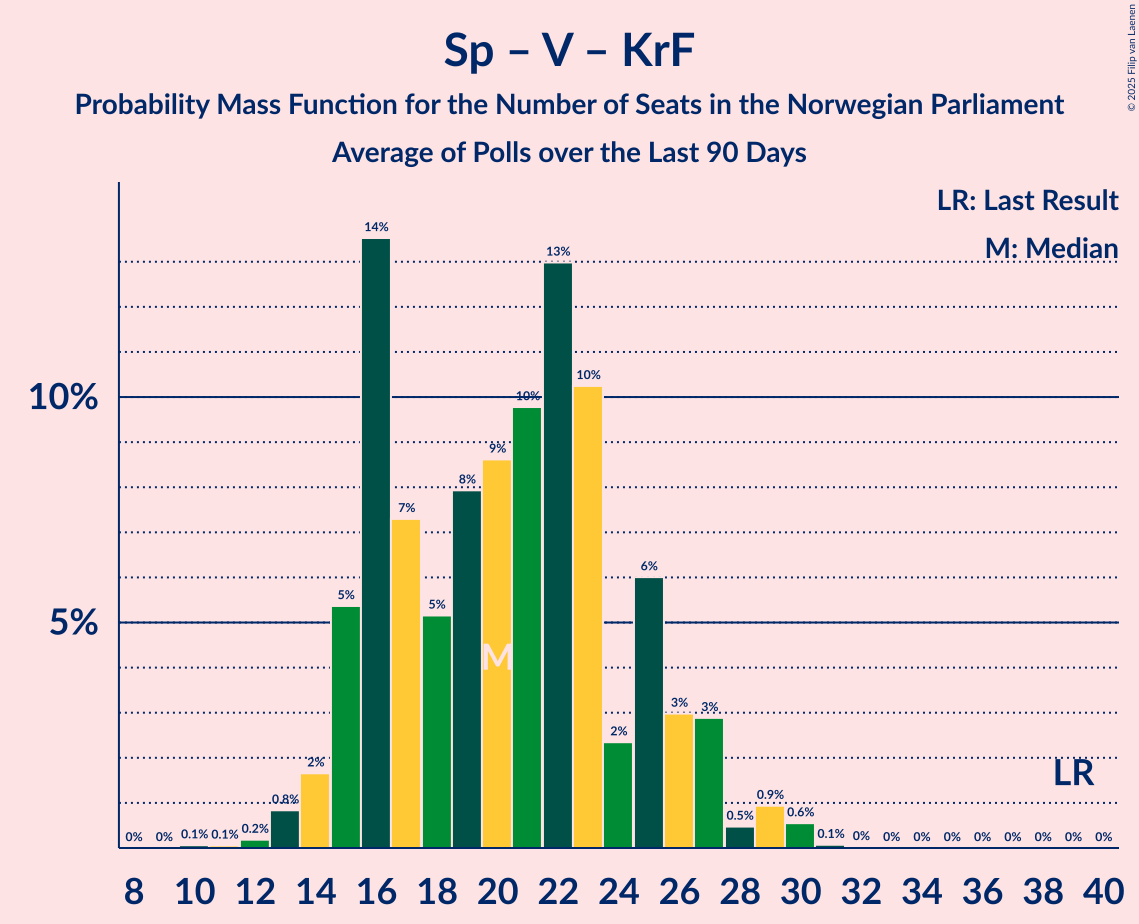 Sp – V – KrF
Probability Mass Function for the Number of Seats in the Norwegian Parliament
Average of Polls over the Last 90 Days
© 2025 Filip van Laenen
LR: Last Result
M: Median
10%
5%
0% 0% 0.1% 0.1% 0.2% 0.8% 2% 5% 14% 7% 5% 8% 9% 10% 13% 10% 2% 6% 3% 3% 0.5% 0.9% 0.6% 0.1% 0% 0% 0% 0% 0% 0% 0% 0% 0%
M
LR
8 10 12 14 16 18 20 22 24 26 28 30 32 34 36 38 40